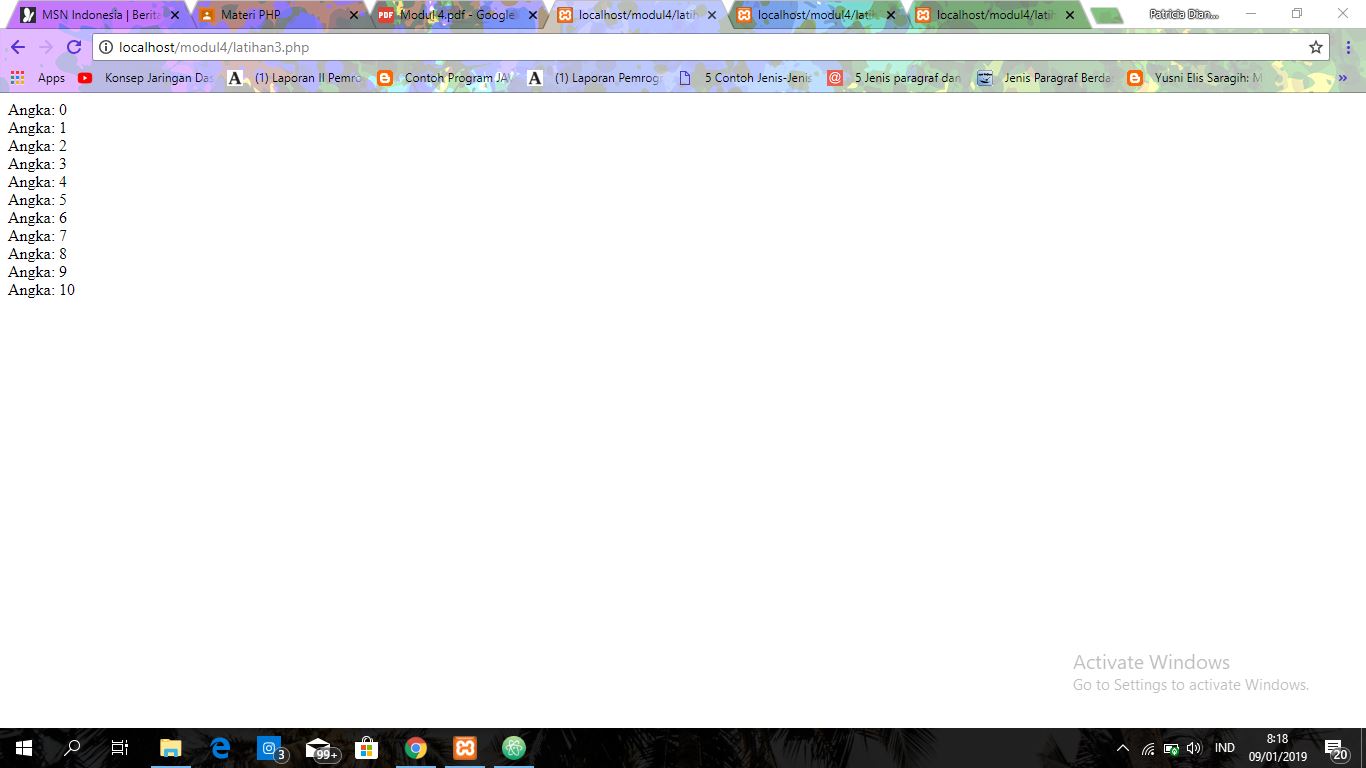 MSN Indonesia | Berita
Materi PHP
PDF Modul 4.pdf - Google
localhost/modul4/latih
localhost/modul4/latih
localhost/modul4/latih
Patricia Dian...
localhost/modul4/latihan3.php
Apps
Konsep Jaringan Das
A (1) Laporan II Pemro
Contoh Program JAV
A (1) Laporan Pemrog
5 Contoh Jenis-Jenis
@ 5 Jenis paragraf dan
Jenis Paragraf Berdas
Yusni Elis Saragih: M
»
Angka: 0
Angka: 1
Angka: 2
Angka: 3
Angka: 4
Angka: 5
Angka: 6
Angka: 7
Angka: 8
Angka: 9
Angka: 10
Activate Windows
Go to Settings to activate Windows.
3
99+
IND
8:18
09/01/2019
20